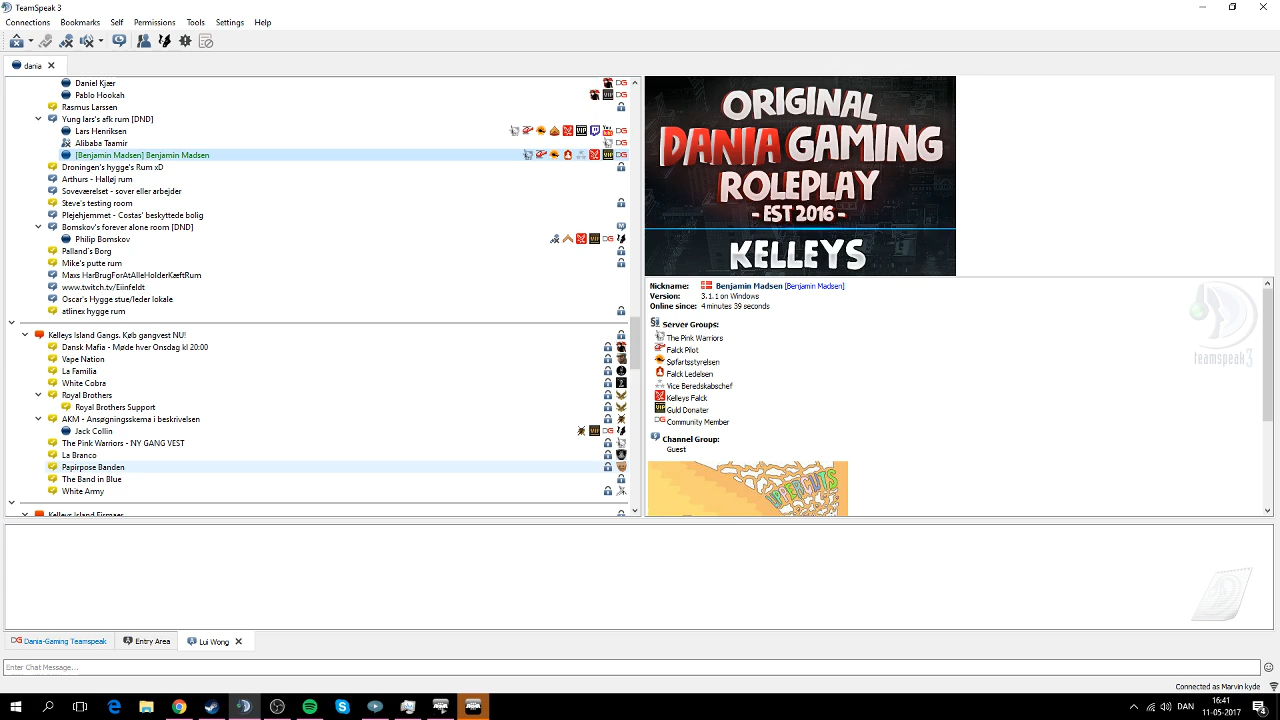 TeamSpeak 3
Connections Bookmarks Self Permissions Tools Settings Help
dania
Daniel Kjær
Pablo Hookah
Rasmus Larssen
Yung lars's afk rum [DND]
Lars Henriksen
Alibaba Taamir
[Benjamin Madsen] Benjamin Madsen
Droningen's hygge's Rum xD
Arthurs - Halløj rum
Soveværelset - sover eller arbejder
Steve's testing room
Plejehjemmet - Costas' beskyttede bolig
Bomskov's forever alone room [DND]
Philip Bomskov
Palland's Borg
Mike's putte rum
Maxs HarBrugForAtAlleHolderKæftRum
www.twitch.tv/Eiinfeldt
Oscar's Hygge stue/leder lokale
atlinex hygge rum
Kelleys Island Gangs. Køb gangvest NU!
Dansk Mafia - Møde hver Onsdag kl 20:00
Vape Nation
La Familia
White Cobra
Royal Brothers
Royal Brothers Support
AKM - Ansøgningsskema i beskrivelsen
Jack Collin
The Pink Warriors - NY GANG VEST
La Branco
Papirpose Banden
The Band in Blue
White Army
Kelleys Island Firmaer
ORIGINAL
DANIA GAMING
ROLEPLAY
- EST 2016 -
KELLEYS
Nickname: Benjamin Madsen [Benjamin Madsen]
Version: 3.1.1 on Windows
Online since: 4 minutes 39 seconds
Server Groups:
The Pink Warriors
Falck Pilot
Søfartsstyrelsen
Falck Ledelsen
Vice Beredskabschef
Kelleys Falck
Guld Donater
Community Member
Channel Group:
Guest
UPPERCUTS
teamspeak 3
Dania-Gaming Teamspeak Entry Area Lui Wong
Enter Chat Message...
Connected as Marvin kyde
DAN
16:41
11-05-2017